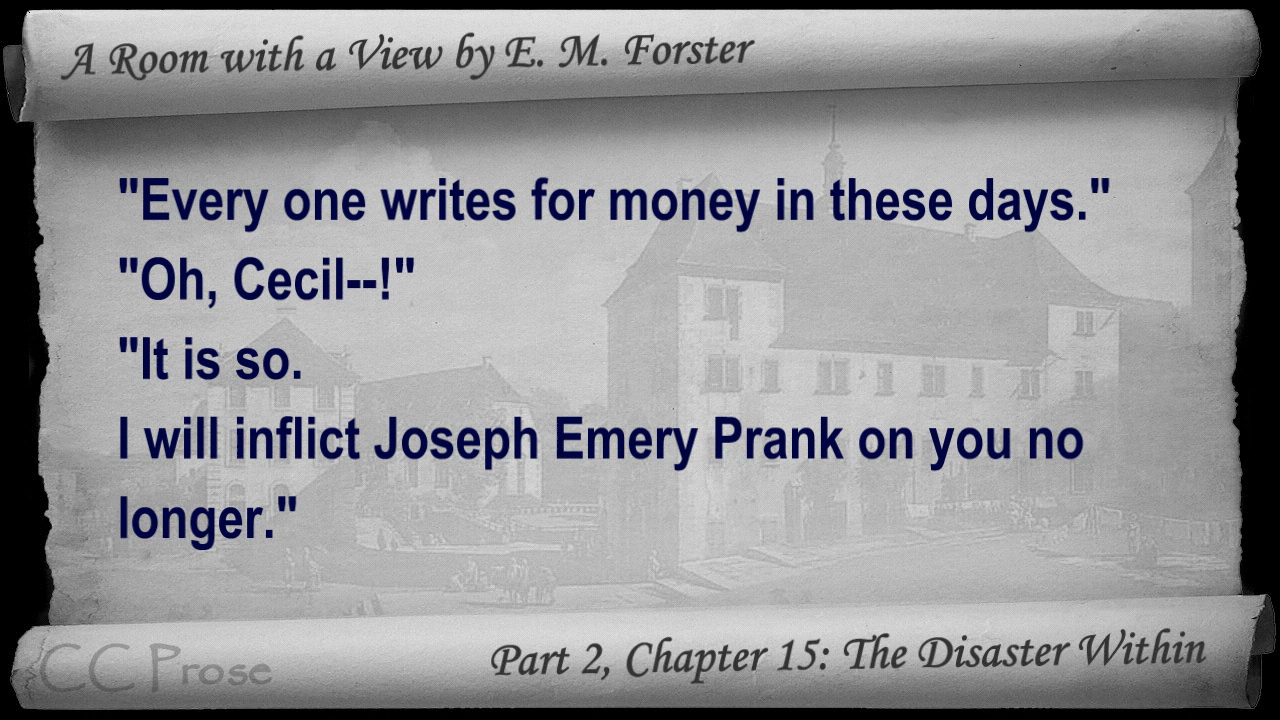 A Room with a View by E. M. Forster
"Every one writes for money in these days."
"Oh, Cecil--!"
"It is so.
I will inflict Joseph Emery Prank on you no
longer."
CC Prose
Part 2, Chapter 15: The Disaster Within